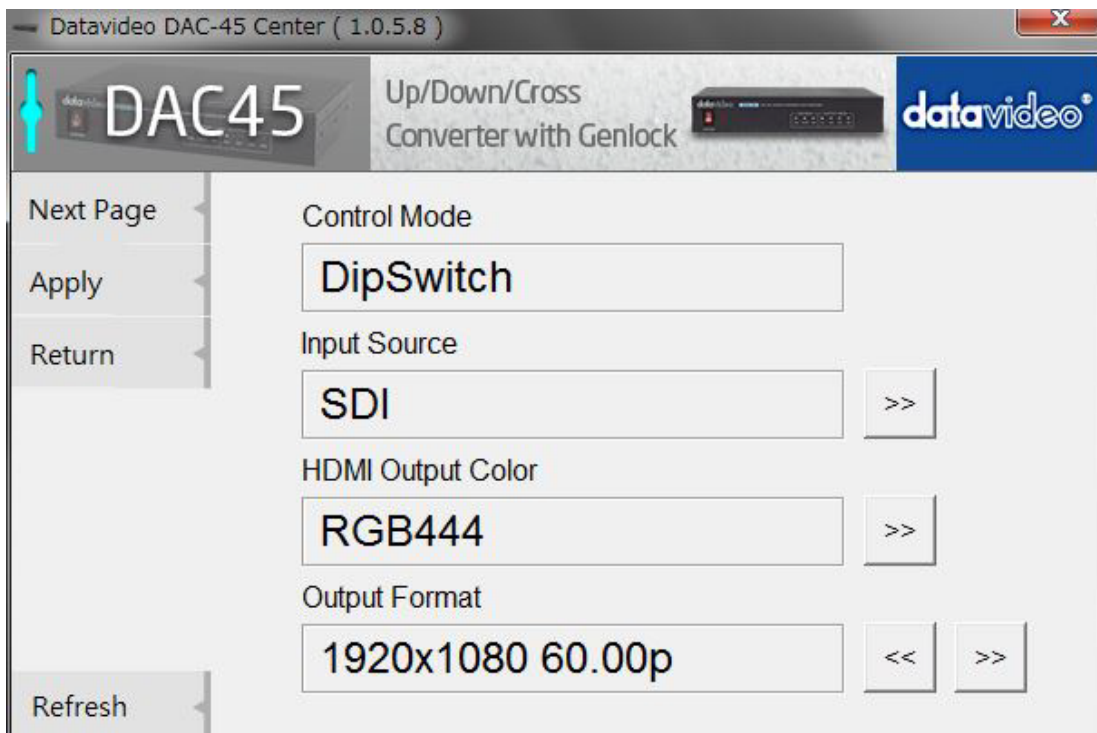 Datavideo DAC-45 Center ( 1.0.5.8 )
x
DAC45
Up/Down/Cross
Converter with Genlock
datavideo®
Next Page
Apply
Return
Refresh
Control Mode
DipSwitch
Input Source
SDI
>>
HDMI Output Color
RGB444
>>
Output Format
1920x1080 60.00p
<<
>>